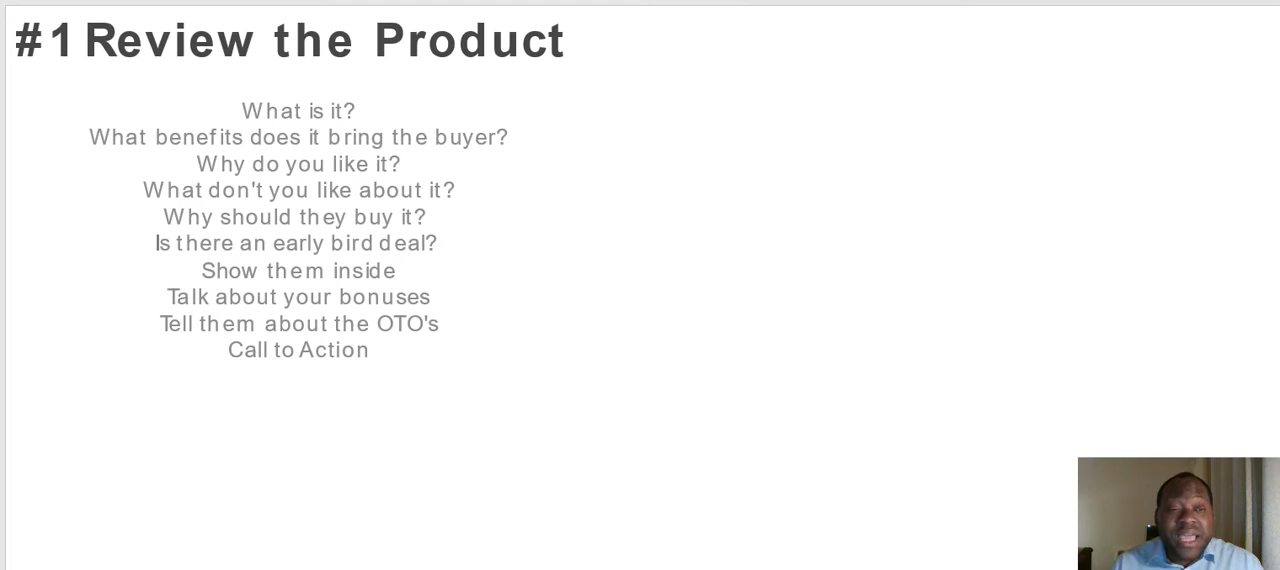 #1 Review the Product
What is it?
What benefits does it bring the buyer?
Why do you like it?
What don't you like about it?
Why should they buy it?
Is there an early bird deal?
Show them inside
Talk about your bonuses
Tell them about the OTO's
Call to Action